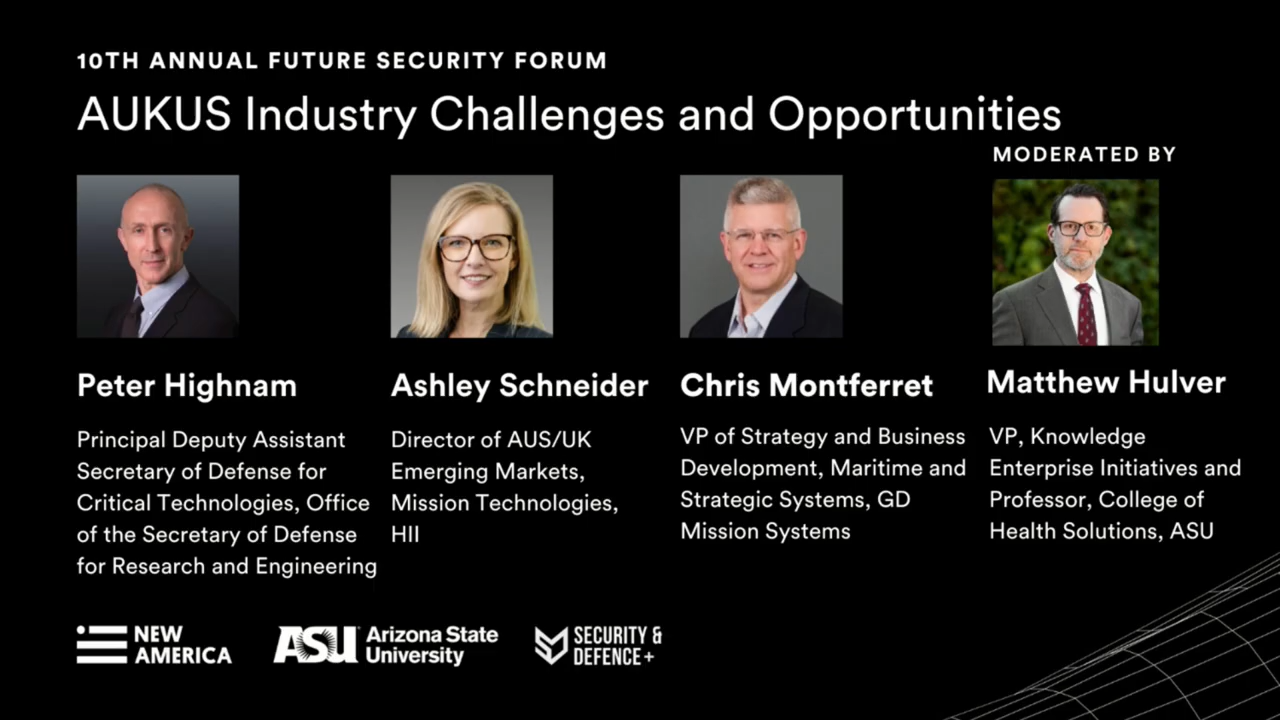 10TH ANNUAL FUTURE SECURITY FORUM
AUKUS Industry Challenges and Opportunities
MODERATED BY
Peter Highnam
Principal Deputy Assistant
Secretary of Defense for
Critical Technologies, Office
of the Secretary of Defense
for Research and Engineering
Ashley Schneider
Director of AUS/UK
Emerging Markets,
Mission Technologies,
HII
Chris Montferret
VP of Strategy and Business
Development, Maritime and
Strategic Systems, GD
Mission Systems
Matthew Hulver
VP, Knowledge
Enterprise Initiatives and
Professor, College of
Health Solutions, ASU
NEW
AMERICA
ASU
Arizona State
University
SECURITY &
DEFENCE+